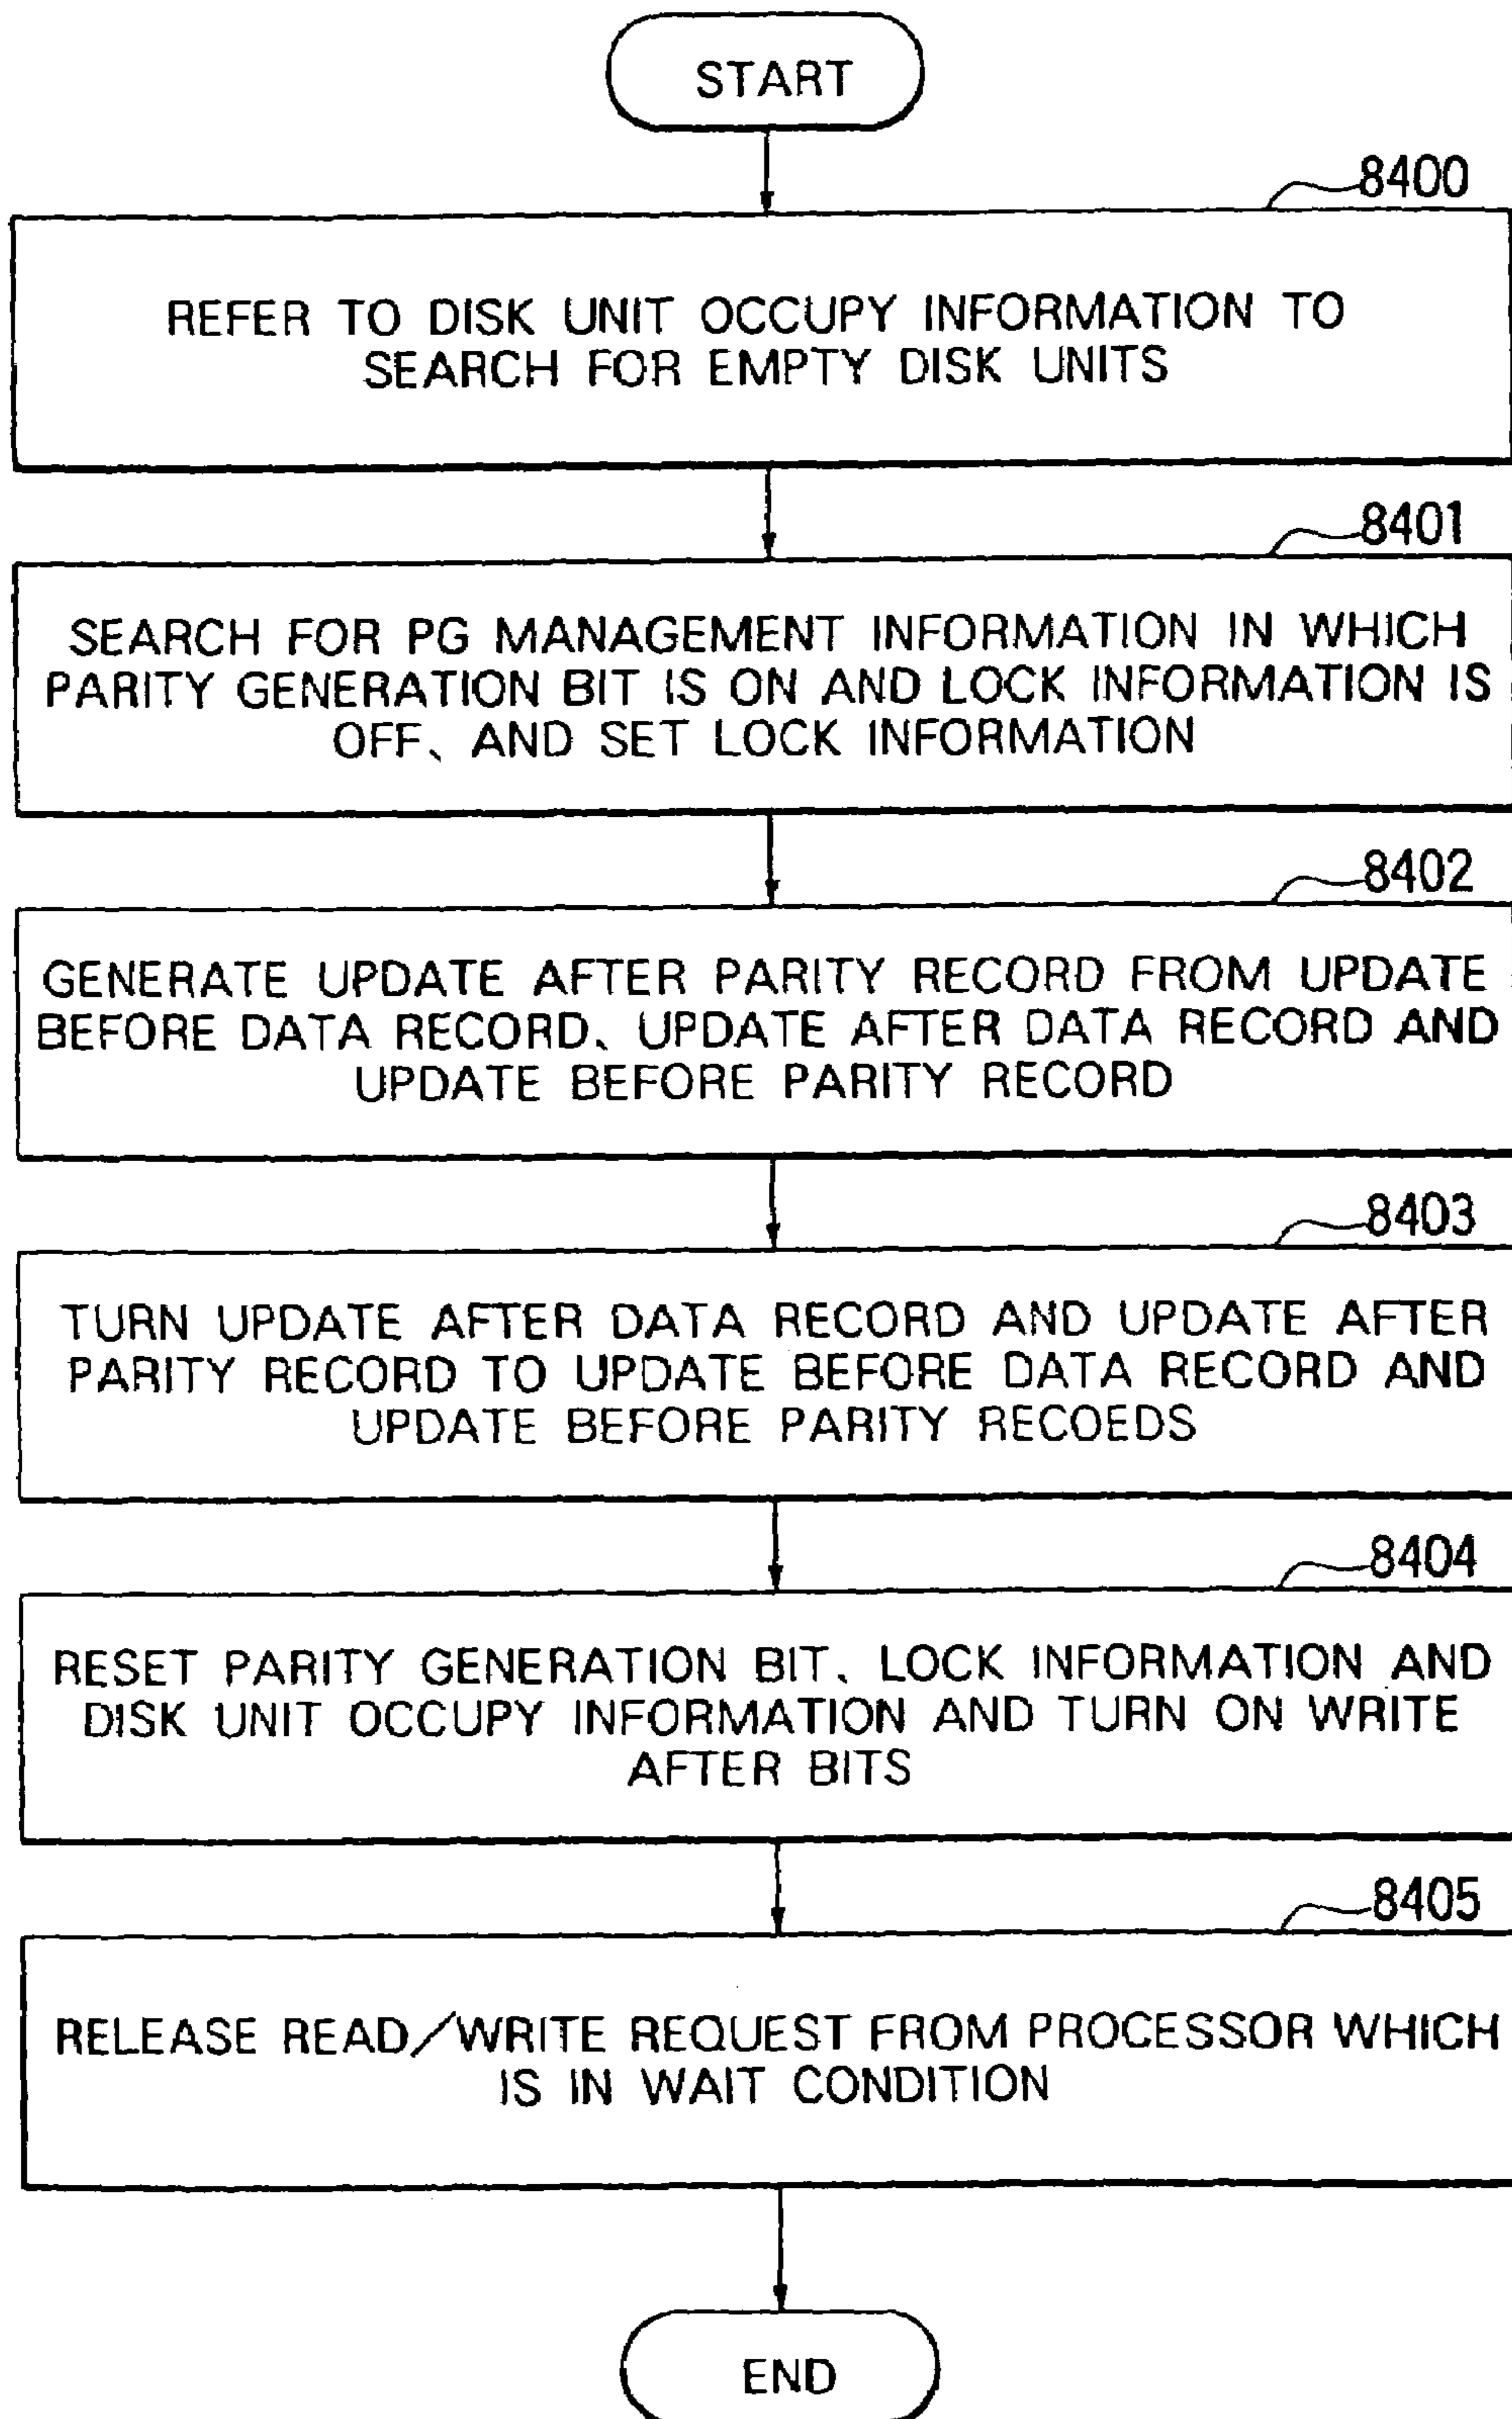 START
8400
REFER TO DISK UNIT OCCUPY INFORMATION TO
SEARCH FOR EMPTY DISK UNITS
8401
SEARCH FOR PG MANAGEMENT INFORMATION IN WHICH
PARITY GENERATION BIT IS ON AND LOCK INFORMATION IS
OFF、AND SET LOCK INFORMATION
8402
GENERATE UPDATE AFTER PARITY RECORD FROM UPDATE
BEFORE DATA RECORD、UPDATE AFTER DATA RECORD AND
UPDATE BEFORE PARITY RECORD
8403
TURN UPDATE AFTER DATA RECORD AND UPDATE AFTER
PARITY RECORD TO UPDATE BEFORE DATA RECORD AND
UPDATE BEFORE PARITY RECOEDS
8404
RESET PARITY GENERATION BIT、LOCK INFORMATION AND
DISK UNIT OCCUPY INFORMATION AND TURN ON WRITE
AFTER BITS
8405
RELEASE READ/WRITE REQUEST FROM PROCESSOR WHICH
IS IN WAIT CONDITION
END